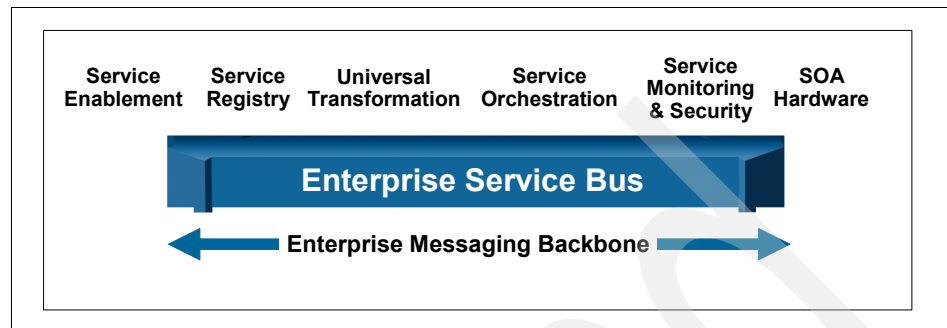 Service Enablement
Service Registry
Universal Transformation
Service Orchestration
Service Monitoring & Security
SOA Hardware
Enterprise Service Bus
Enterprise Messaging Backbone